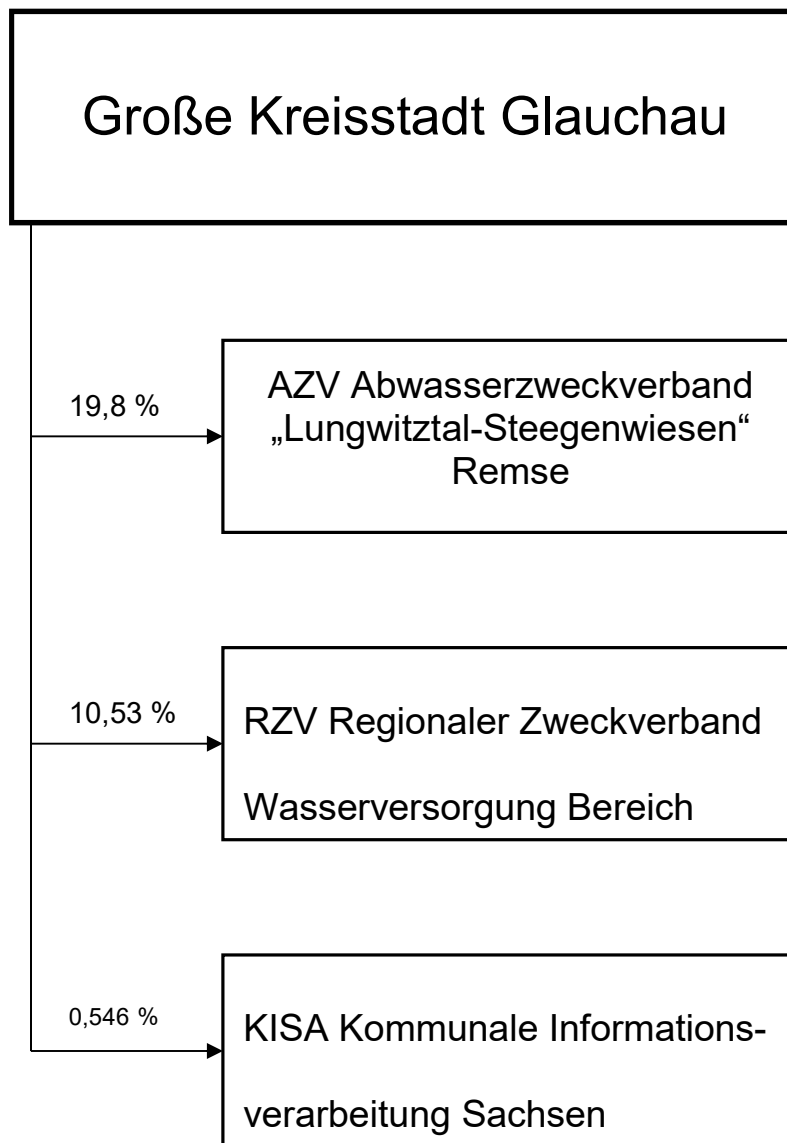 Große Kreisstadt Glauchau
19,8 %
AZV Abwasserzweckverband
„Lungwitztal-Steegenwiesen“
Remse
10,53 %
RZV Regionaler Zweckverband
Wasserversorgung Bereich
0,546 %
KISA Kommunale Informations-
verarbeitung Sachsen